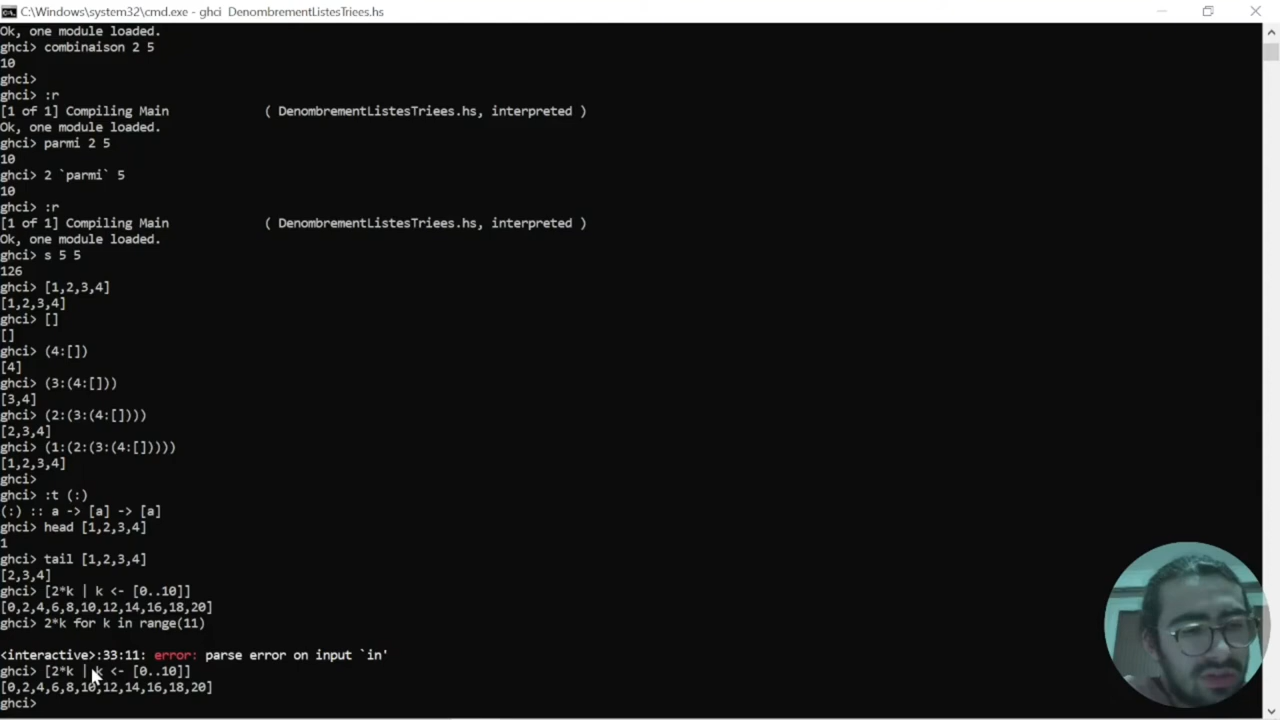 C:\Windows\system32\cmd.exe - ghci DenombrementListesTriees.hs
Ok, one module loaded.
ghci> combinaison 2 5
10
ghci>
ghci> :r
[1 of 1] Compiling Main             ( DenombrementListesTriees.hs, interpreted )
Ok, one module loaded.
ghci> parmi 2 5
10
ghci> 2 `parmi` 5
10
ghci> :r
[1 of 1] Compiling Main             ( DenombrementListesTriees.hs, interpreted )
Ok, one module loaded.
ghci> s 5 5
126
ghci> [1,2,3,4]
[1,2,3,4]
ghci> []
[]
ghci> (4:[])
[4]
ghci> (3:(4:[]))
[3,4]
ghci> (2:(3:(4:[])))
[2,3,4]
ghci> (1:(2:(3:(4:[]))))
[1,2,3,4]
ghci>
ghci> :t (:)
(:) :: a -> [a] -> [a]
ghci> head [1,2,3,4]
1
ghci> tail [1,2,3,4]
[2,3,4]
ghci> [2*k | k <- [0..10]]
[0,2,4,6,8,10,12,14,16,18,20]
ghci> 2*k for k in range(11)
<interactive>:33:11: error: parse error on input `in'
ghci> [2*k | k <- [0..10]]
[0,2,4,6,8,10,12,14,16,18,20]
ghci>